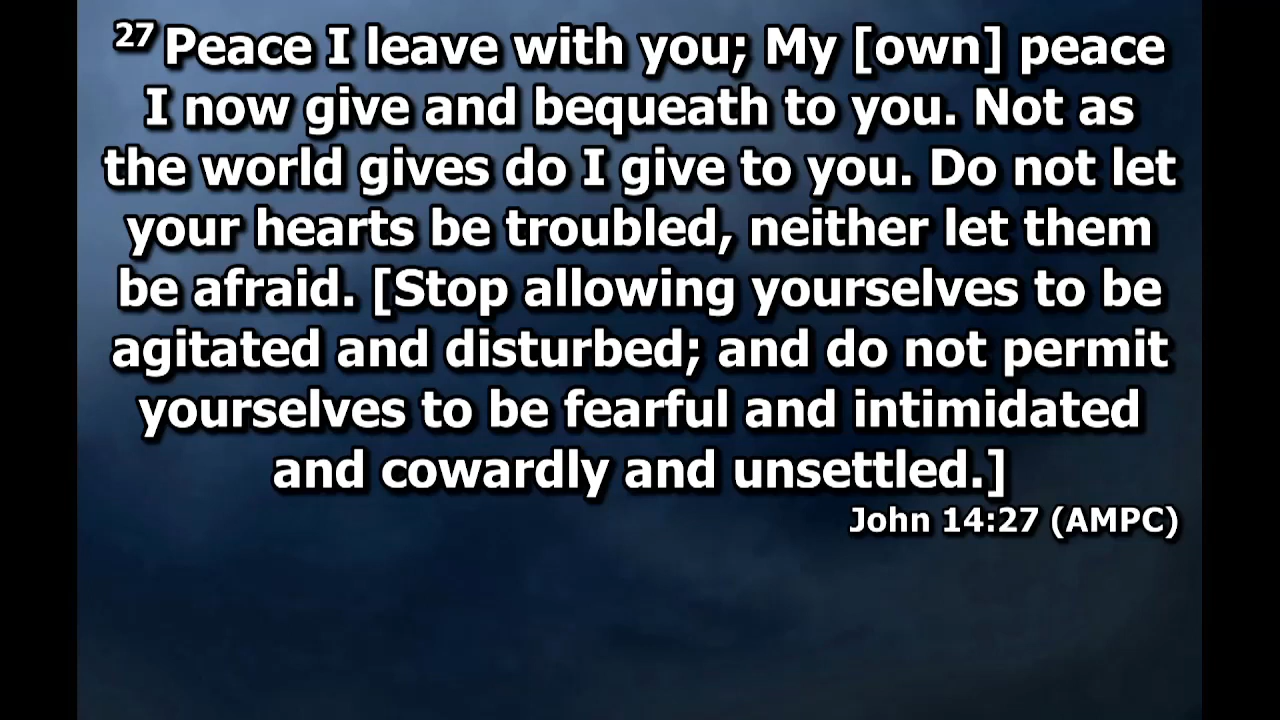 27 Peace I leave with you; My [own] peace
I now give and bequeath to you. Not as
the world gives do I give to you. Do not let
your hearts be troubled, neither let them
be afraid. [Stop allowing yourselves to be
agitated and disturbed; and do not permit
yourselves to be fearful and intimidated
and cowardly and unsettled.]
John 14:27 (AMPC)